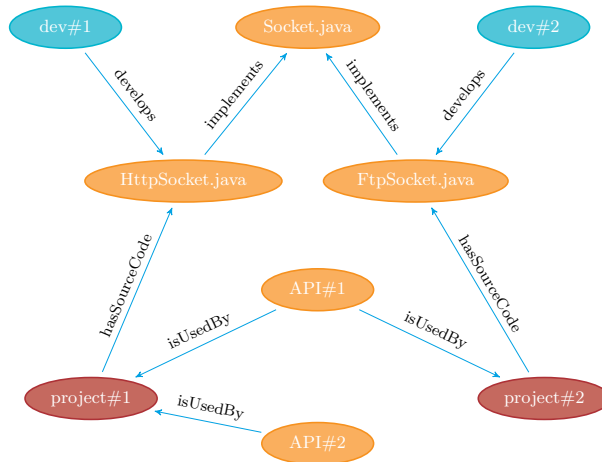 dev#1
Socket.java
dev#2
develops
implements
implements
develops
HttpSocket.java
FtpSocket.java
hasSourceCode
API#1
hasSourceCode
isUsedBy
isUsedBy
project#1
project#2
isUsedBy
API#2